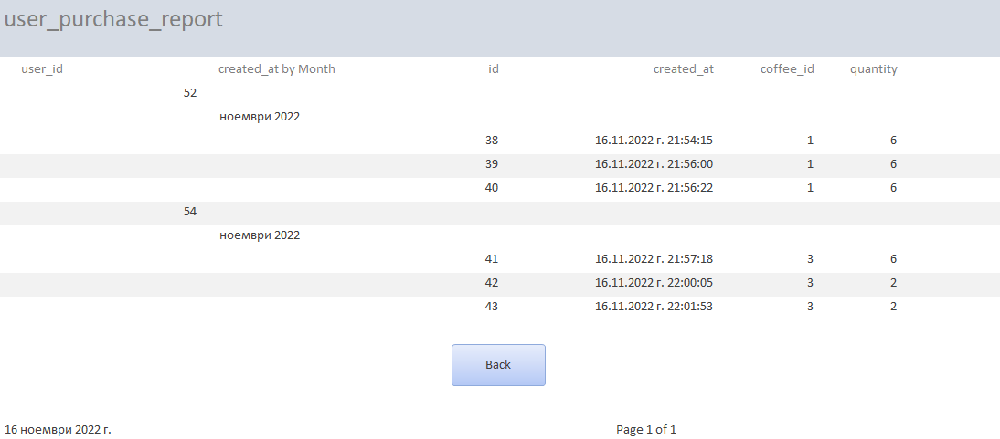 user_purchase_report
user_id created_at by Month id created_at coffee_id quantity
52
ноември 2022
38 16.11.2022 г. 21:54:15 1 6
39 16.11.2022 г. 21:56:00 1 6
40 16.11.2022 г. 21:56:22 1 6
54
ноември 2022
41 16.11.2022 г. 21:57:18 3 6
42 16.11.2022 г. 22:00:05 3 2
43 16.11.2022 г. 22:01:53 3 2
Back
16 ноември 2022 г. Page 1 of 1